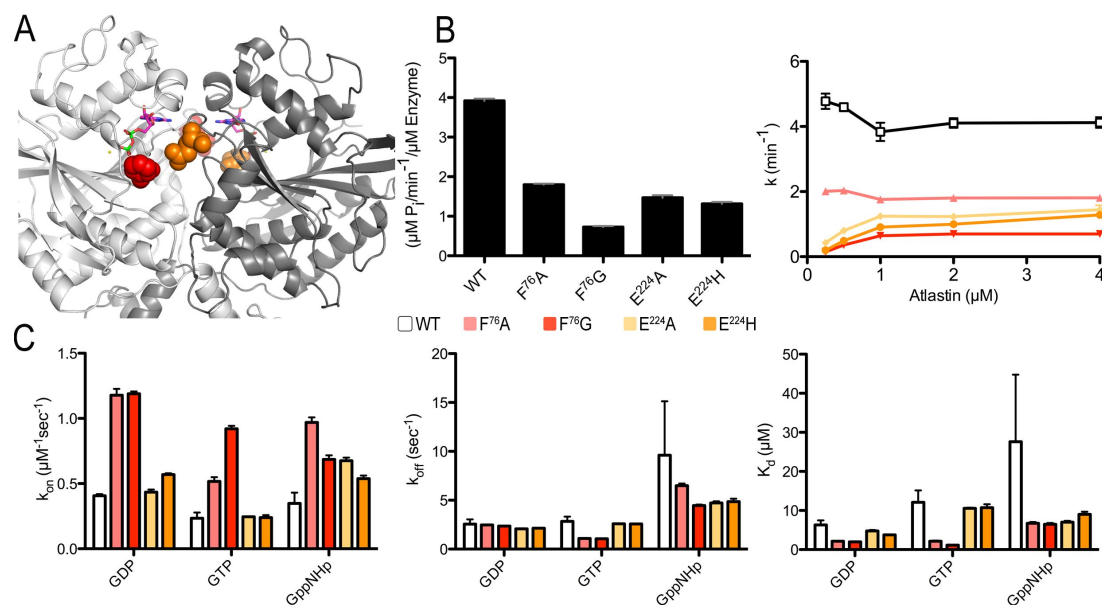 A
B
5
4
3
2
1
0
(µM Pᵢ/min⁻¹/µM Enzyme)
WT
F⁷⁶A
F⁷⁶G
E²²⁴A
E²²⁴H
6
4
2
0
k (min⁻¹)
0 1 2 3 4
Atlastin (µM)
WT F⁷⁶A F⁷⁶G E²²⁴A E²²⁴H
C
1.5
1.0
0.5
0.0
kₒₙ (µM⁻¹sec⁻¹)
GDP
GTP
GppNHp
20
15
10
5
0
k_off (sec⁻¹)
GDP
GTP
GppNHp
50
40
30
20
10
0
K_d (µM)
GDP
GTP
GppNHp